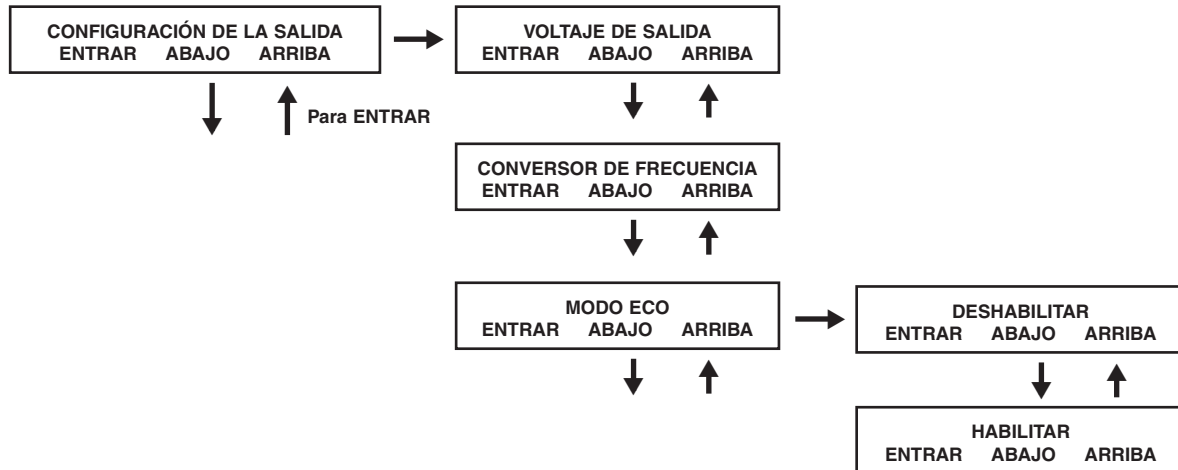 CONFIGURACIÓN DE LA SALIDA
ENTRAR ABAJO ARRIBA
Para ENTRAR
VOLTAJE DE SALIDA
ENTRAR ABAJO ARRIBA
CONVERSOR DE FRECUENCIA
ENTRAR ABAJO ARRIBA
MODO ECO
ENTRAR ABAJO ARRIBA
DESHABILITAR
ENTRAR ABAJO ARRIBA
HABILITAR
ENTRAR ABAJO ARRIBA